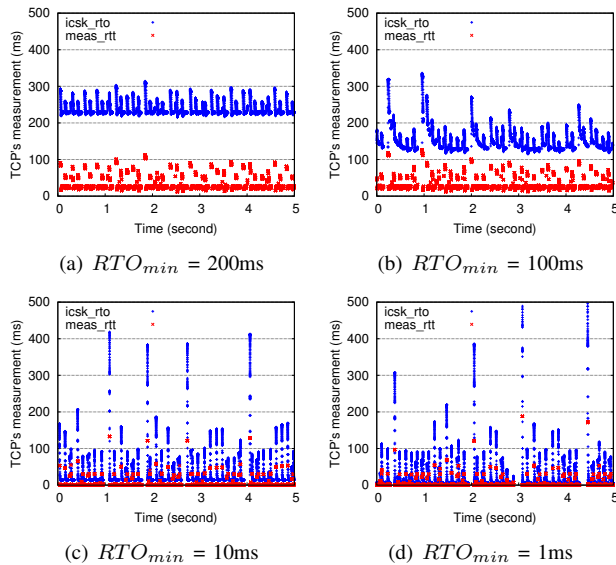 500
400
300
200
100
0
TCP's measurement (ms)
icsk_rto
meas_rtt
0 1 2 3 4 5
Time (second)
(a) RTO_min = 200ms
500
400
300
200
100
0
TCP's measurement (ms)
icsk_rto
meas_rtt
0 1 2 3 4 5
Time (second)
(b) RTO_min = 100ms
500
400
300
200
100
0
TCP's measurement (ms)
icsk_rto
meas_rtt
0 1 2 3 4 5
Time (second)
(c) RTO_min = 10ms
500
400
300
200
100
0
TCP's measurement (ms)
icsk_rto
meas_rtt
0 1 2 3 4 5
Time (second)
(d) RTO_min = 1ms